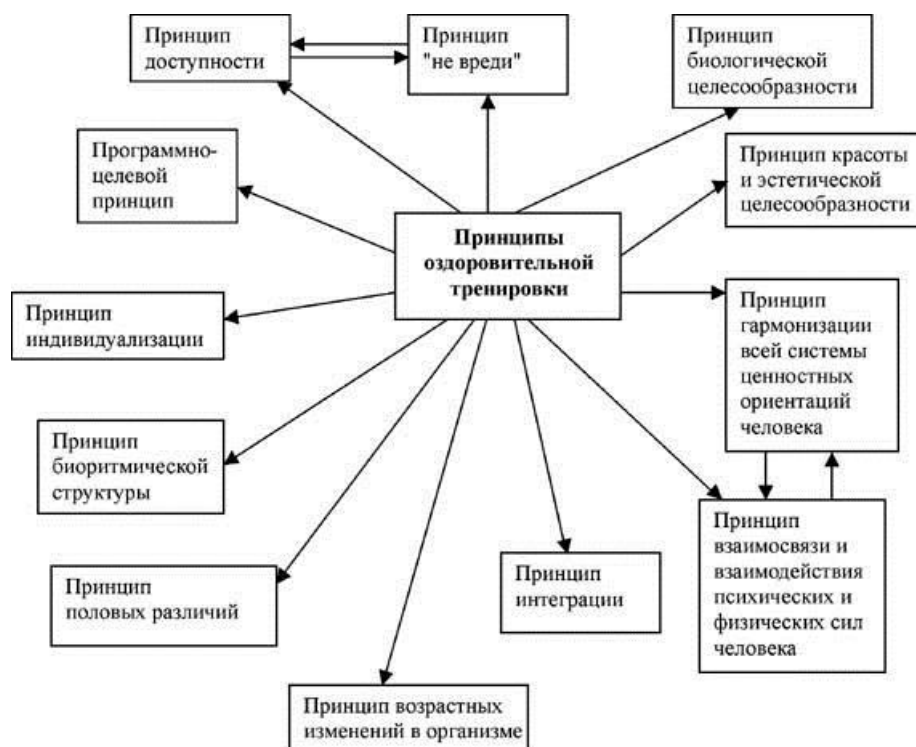 Принцип
доступности
Принцип
"не вреди"
Принцип
биологической
целесообразности
Программно-
целевой
принцип
Принцип красоты
и эстетической
целесообразности
Принципы
оздоровительной
тренировки
Принцип
индивидуализации
Принцип
гармонизации
всей системы
ценностных
ориентаций
человека
Принцип
биоритмической
структуры
Принцип
взаимосвязи и
взаимодействия
психических и
физических сил
человека
Принцип
половых различий
Принцип
интеграции
Принцип возрастных
изменений в организме